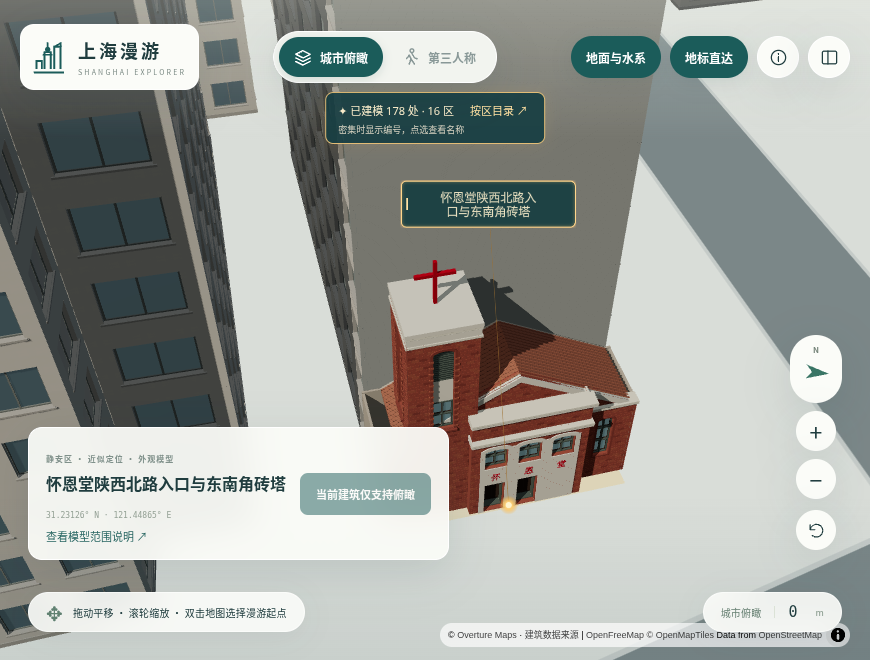 上海漫游
SHANGHAI EXPLORER
城市俯瞰
第三人称
地面与水系
地标直达
✦ 已建模 178 处 · 16 区 按区目录 ↗
密集时显示编号，点选查看名称
怀恩堂陕西北路入
口与东南角砖塔
怀 恩 堂
N
+
−
静安区 · 近似定位 · 外观模型
怀恩堂陕西北路入口与东南角砖塔
当前建筑仅支持俯瞰
31.23126° N · 121.44865° E
查看模型范围说明 ↗
拖动平移 · 滚轮缩放 · 双击地图选择漫游起点
城市俯瞰 0 m
© Overture Maps · 建筑数据来源 | OpenFreeMap © OpenMapTiles Data from OpenStreetMap